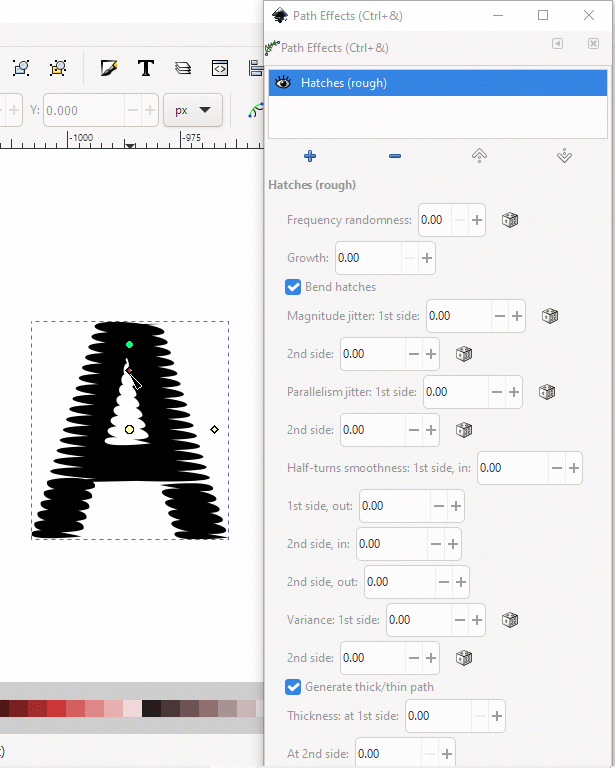 Path Effects (Ctrl+&)
Path Effects (Ctrl+&)
Y: 0.000 px
-1000 -975
Hatches (rough)
Hatches (rough)
Frequency randomness: 0.00
Growth: 0.00
Bend hatches
Magnitude jitter: 1st side: 0.00
2nd side: 0.00
Parallelism jitter: 1st side: 0.00
2nd side: 0.00
Half-turns smoothness: 1st side, in: 0.00
1st side, out: 0.00
2nd side, in: 0.00
2nd side, out: 0.00
Variance: 1st side: 0.00
2nd side: 0.00
Generate thick/thin path
Thickness: at 1st side: 0.00
At 2nd side: 0.00
A